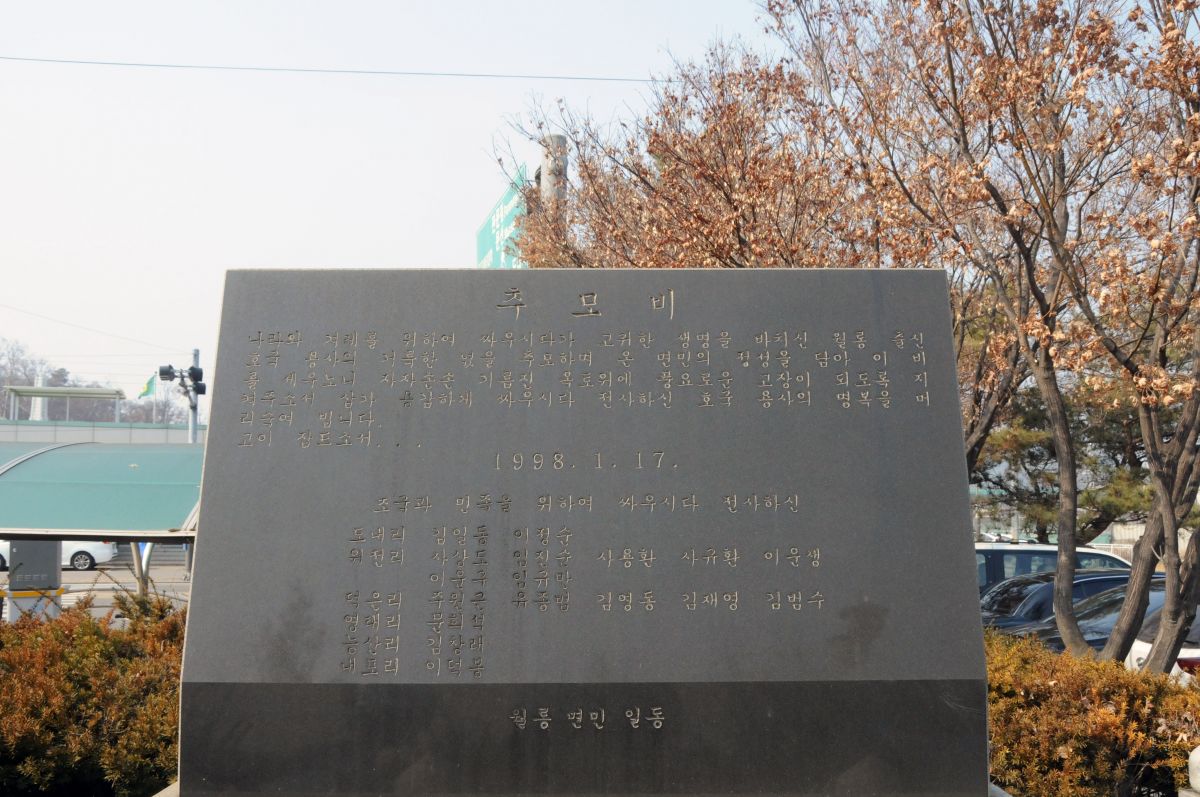 추모비
나라와 겨레를 위하여 싸우시다가 고귀한 생명을 바치신 월롱 출신
호국 용사의 거룩한 넋을 추모하며 온 면민의 정성을 담아 이 비
를 세우노니 자자손손 기름진 옥토위에 풍요로운 고장이 되도록 지
켜주소서 삼가 용감하게 싸우시다 전사하신 호국 용사의 명복을 머
리숙여 빕니다.
고이 잠드소서...
1998. 1. 17.
조국과 민족을 위하여 싸우시다 전사하신
도내리 김일동 이정순
위전리 사상도 임진순 사용환 사규환 이운생
이운구 임규만
덕은리 주원근 유종범 김영동 김재영 김범수
영태리 문희석
능산리 김창래
내포리 이덕봉
월롱 면민 일동